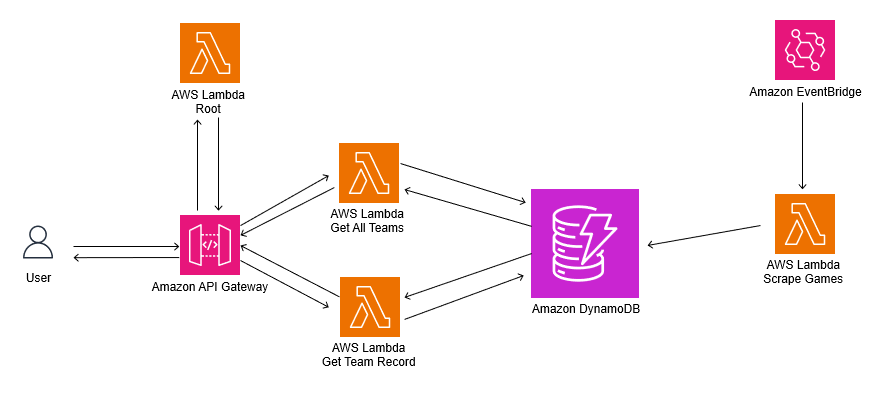 AWS Lambda
Root
Amazon EventBridge
AWS Lambda
Get All Teams
User
Amazon API Gateway
AWS Lambda
Scrape Games
Amazon DynamoDB
AWS Lambda
Get Team Record